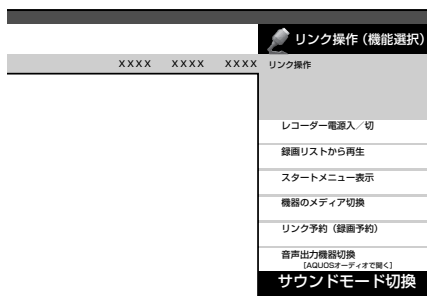 リンク操作（機能選択）
XXXX XXXX XXXX リンク操作
レコーダー電源入／切
録画リストから再生
スタートメニュー表示
機器のメディア切換
リンク予約（録画予約）
音声出力機器切換
［AQUOSオーディオで聞く］
サウンドモード切換